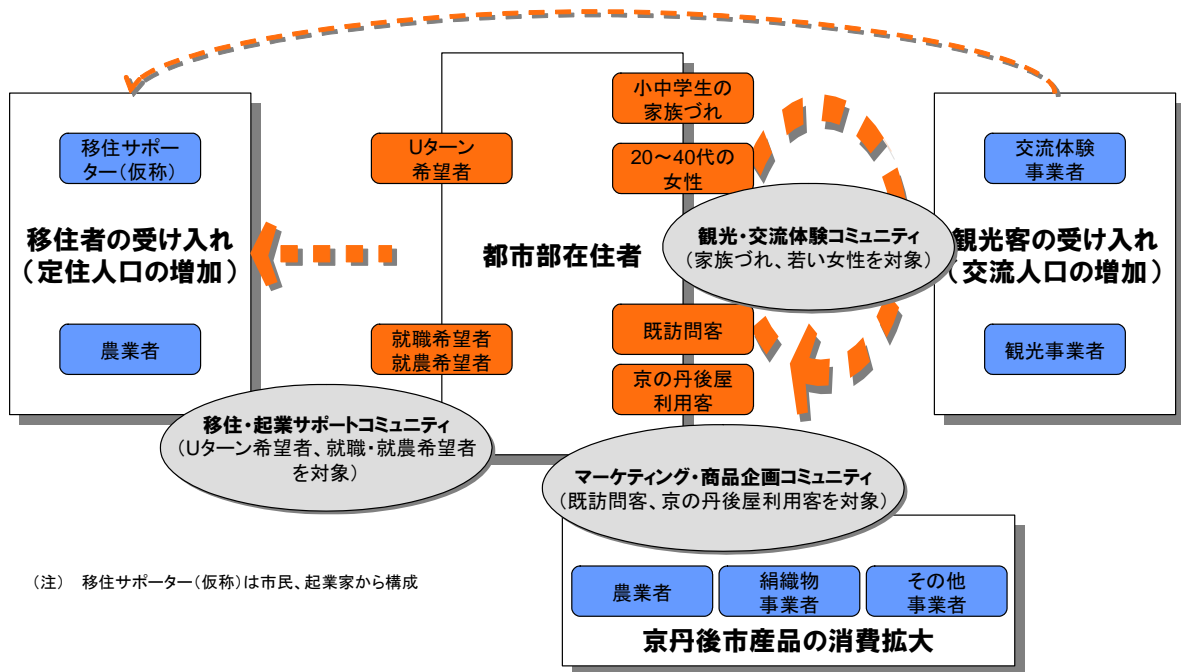 小中学生の
家族づれ
移住サポー
ター(仮称)
Uターン
希望者
20～40代の
女性
交流体験
事業者
移住者の受け入れ
(定住人口の増加)
都市部在住者
観光・交流体験コミュニティ
(家族づれ、若い女性を対象)
観光客の受け入れ
(交流人口の増加)
農業者
就職希望者
就農希望者
既訪問客
観光事業者
京の丹後屋
利用客
移住・起業サポートコミュニティ
(Uターン希望者、就職・就農希望者
を対象)
マーケティング・商品企画コミュニティ
(既訪問客、京の丹後屋利用客を対象)
(注) 移住サポーター(仮称)は市民、起業家から構成
農業者
絹織物
事業者
その他
事業者
京丹後市産品の消費拡大